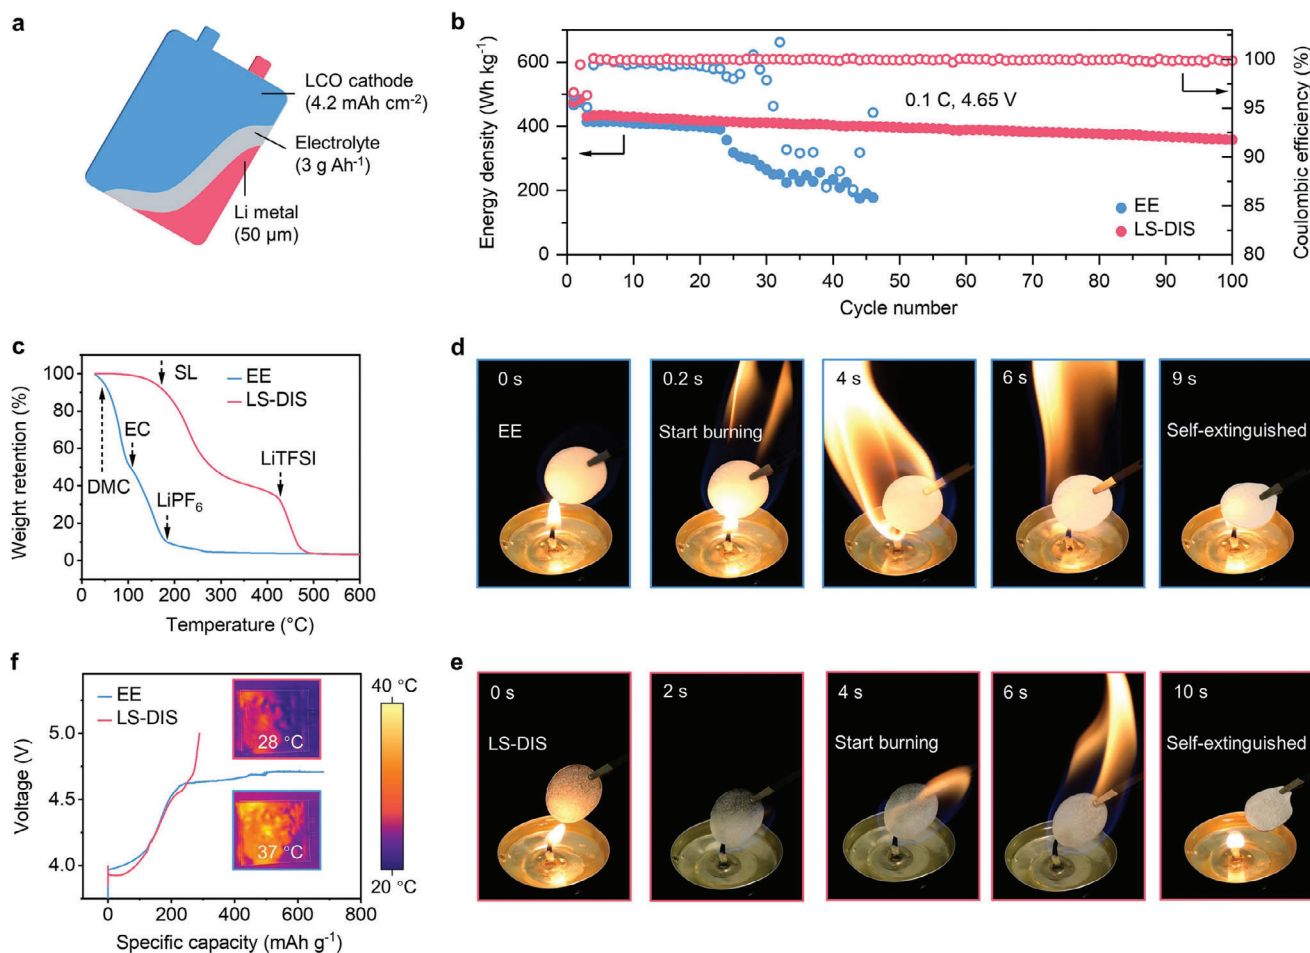 a
LCO cathode
(4.2 mAh cm-2)
Electrolyte
(3 g Ah-1)
Li metal
(50 μm)
b
Energy density (Wh kg-1)
600
400
200
0
0.1 C, 4.65 V
EE
LS-DIS
100
95
90
85
80
Coulombic efficiency (%)
0 10 20 30 40 50 60 70 80 90 100
Cycle number
c
Weight retention (%)
100
80
60
40
20
0
SL
EE
LS-DIS
EC
DMC
LiPF6
LiTFSI
0 100 200 300 400 500 600
Temperature (°C)
d
0 s
EE
0.2 s
Start burning
4 s
6 s
9 s
Self-extinguished
f
Voltage (V)
5.0
4.5
4.0
EE
LS-DIS
28 °C
37 °C
40 °C
20 °C
0 200 400 600 800
Specific capacity (mAh g-1)
e
0 s
LS-DIS
2 s
4 s
Start burning
6 s
10 s
Self-extinguished